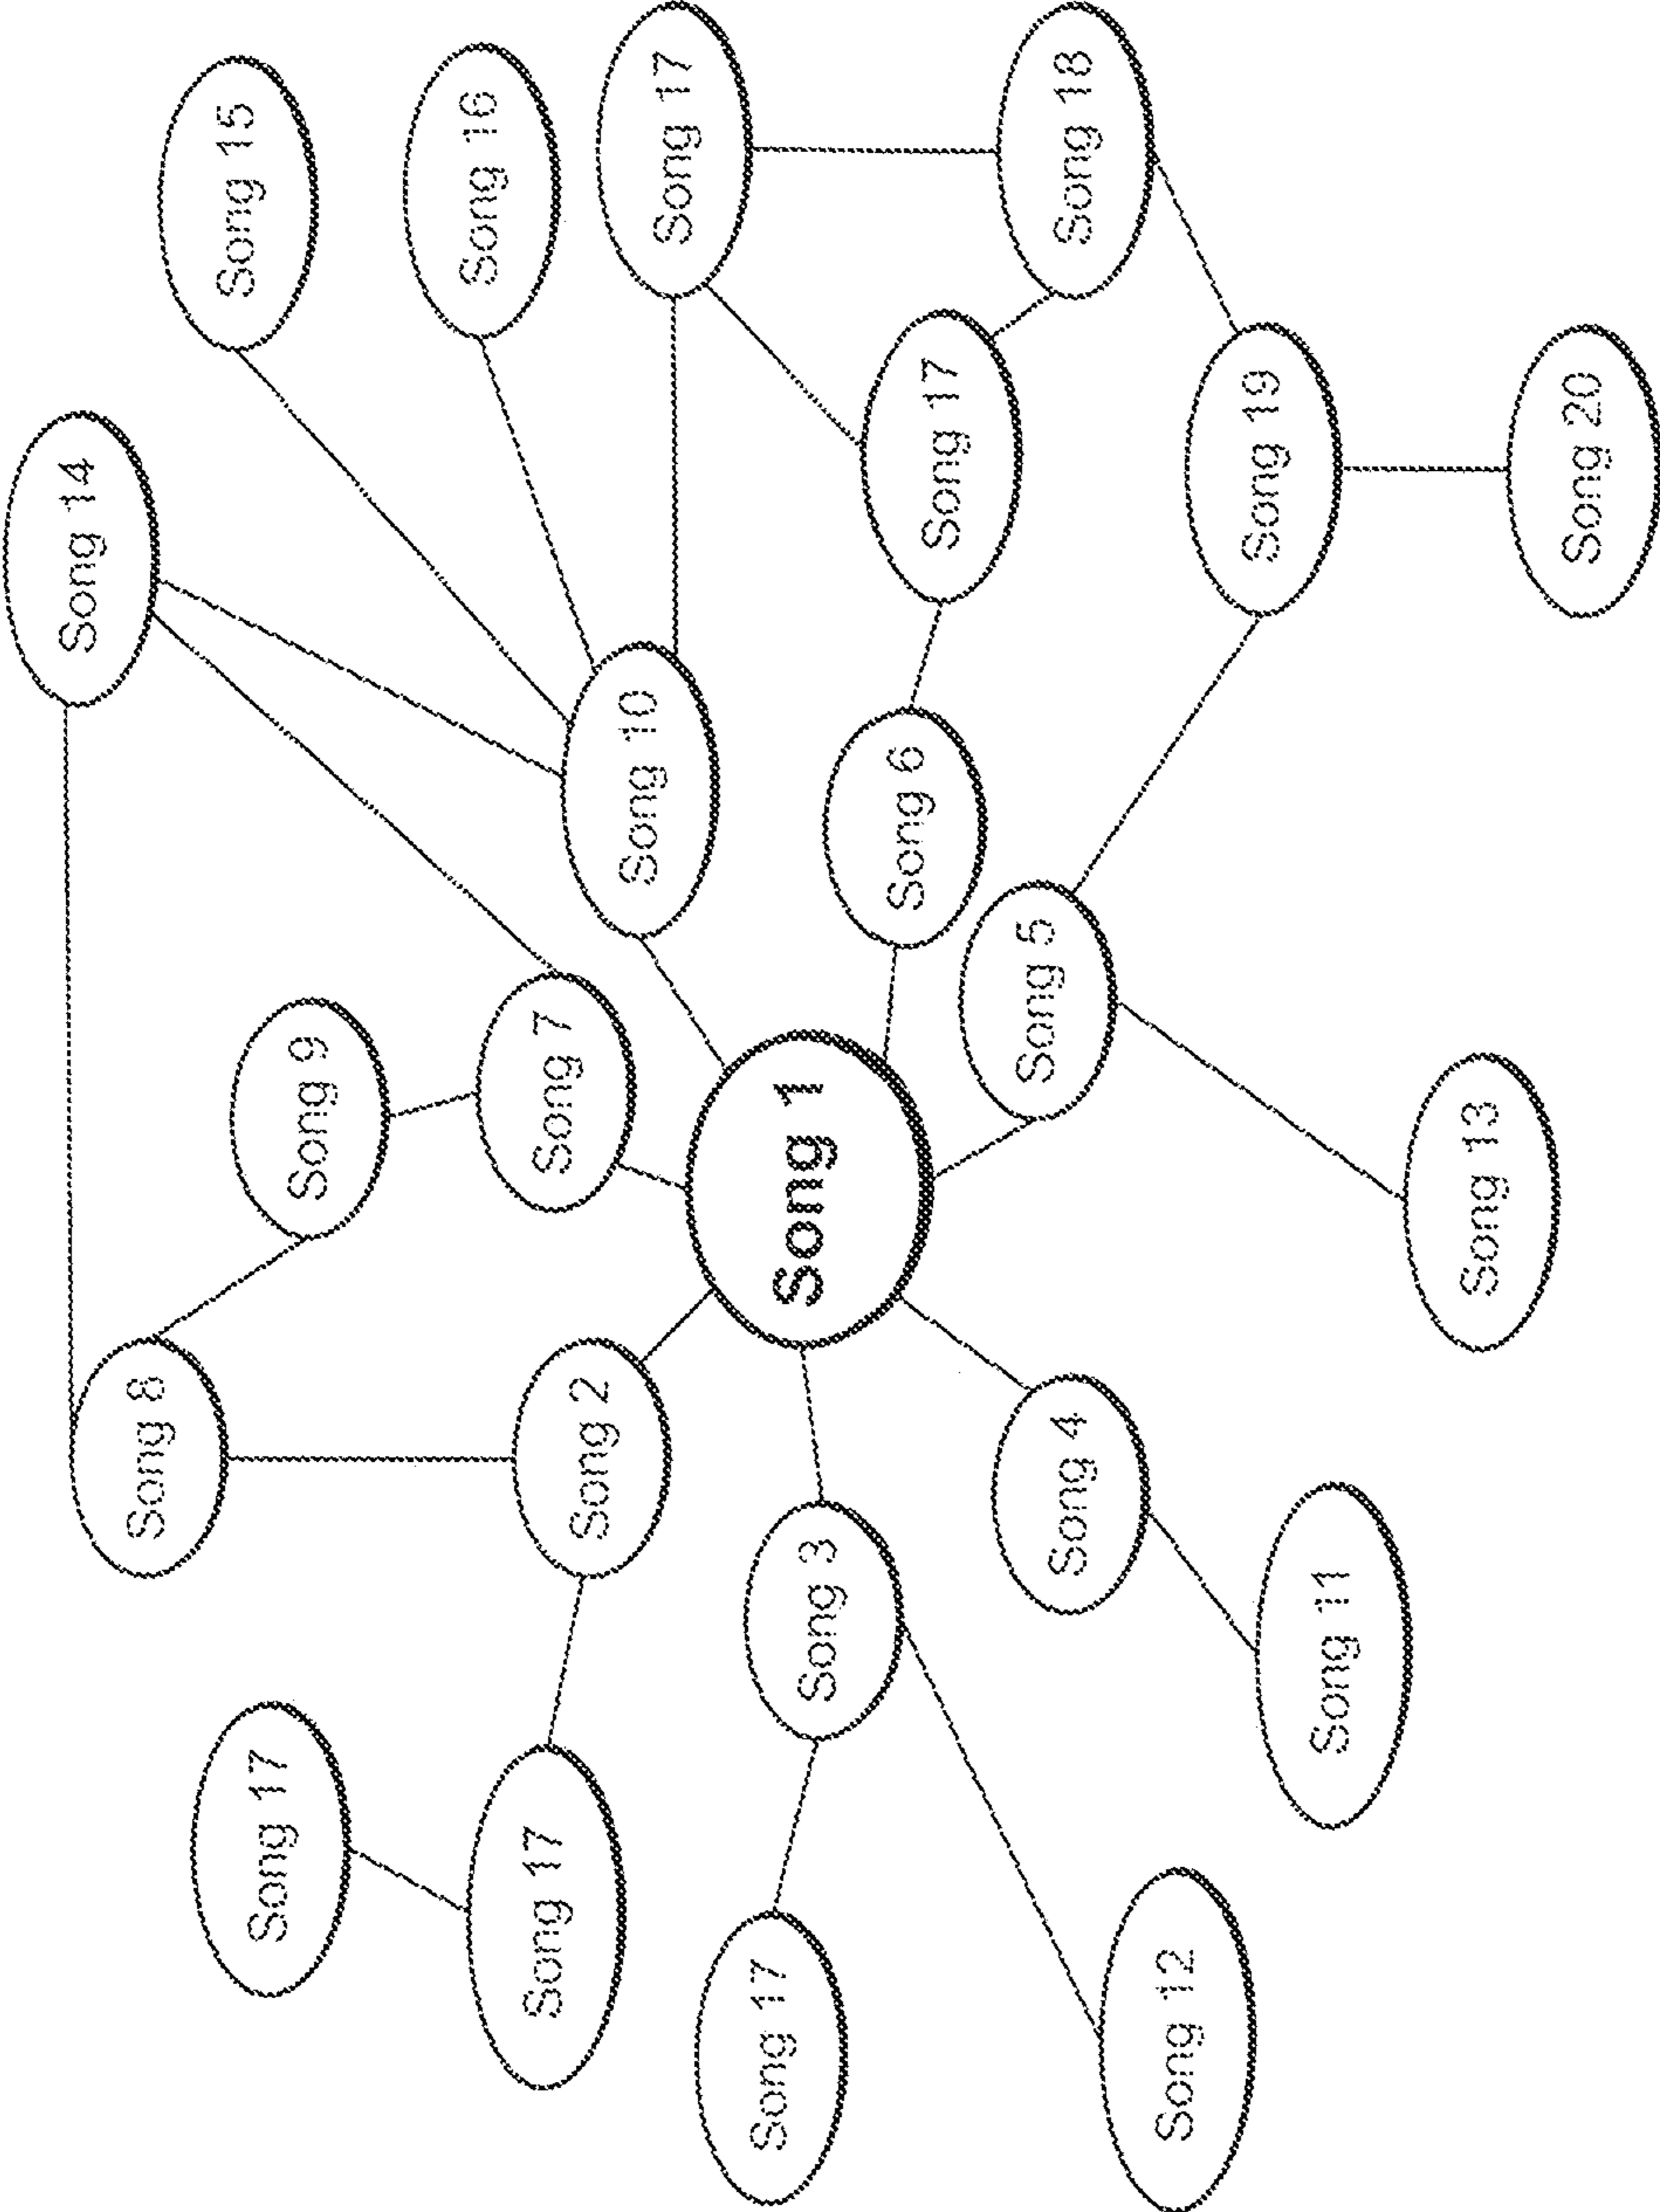 Song 14
Song 8
Song 15
Song 17
Song 9
Song 16
Song 17
Song 7
Song 2
Song 10
Song 17
Song 17
Song 1
Song 3
Song 6
Song 17
Song 5
Song 4
Song 18
Song 12
Song 19
Song 11
Song 13
Song 20